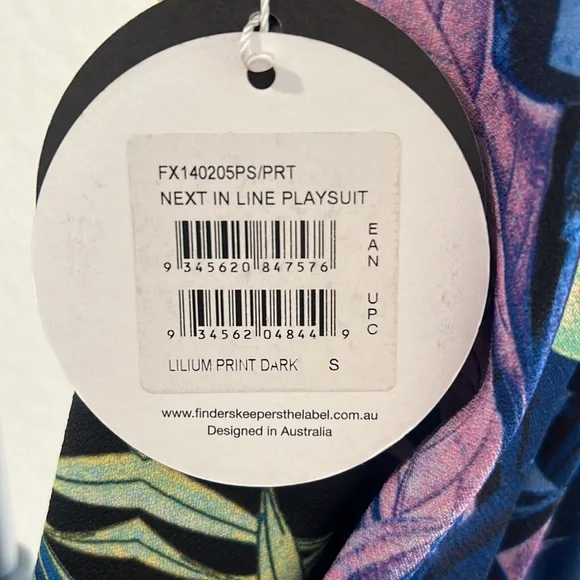 FX140205PS/PRT
NEXT IN LINE PLAYSUIT
EAN
9 345620 847576
UPC
9 34562 04844 9
LILIUM PRINT DARK S
www.finderskeepersthelabel.com.au
Designed in Australia